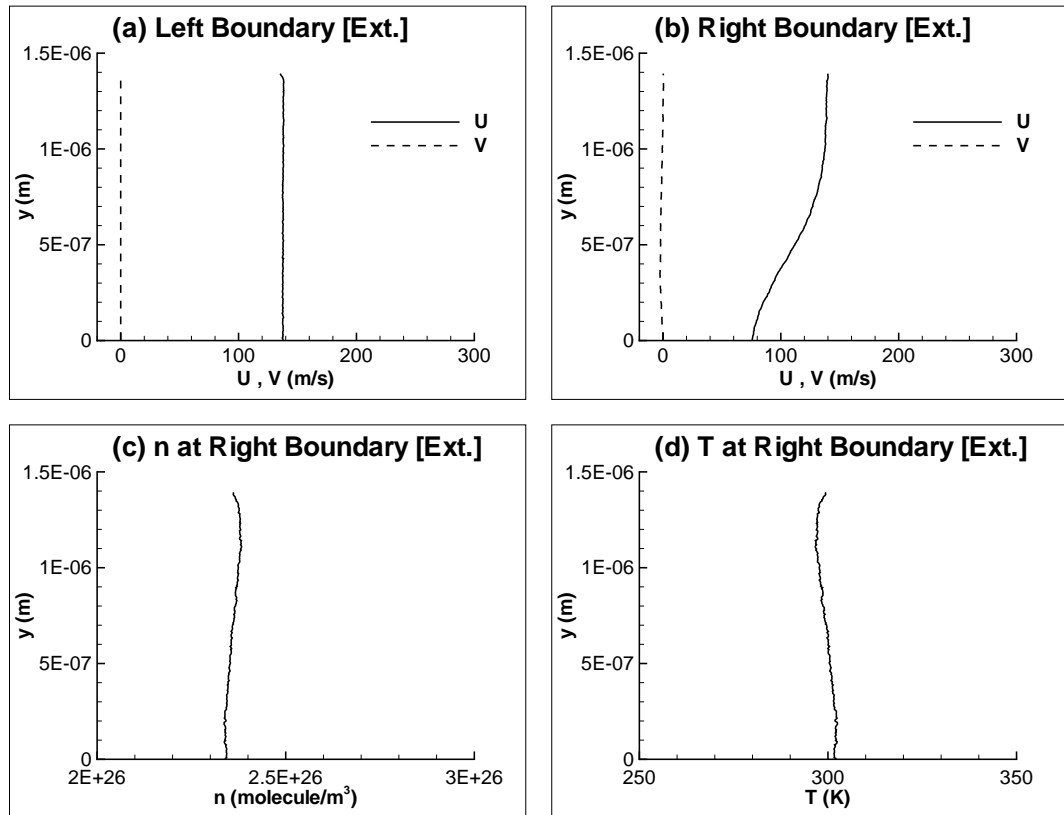 (a) Left Boundary [Ext.]
1.5E-06
1E-06
5E-07
0
y (m)
U
V
0 100 200 300
U , V (m/s)
(b) Right Boundary [Ext.]
1.5E-06
1E-06
5E-07
0
y (m)
U
V
0 100 200 300
U , V (m/s)
(c) n at Right Boundary [Ext.]
1.5E-06
1E-06
5E-07
0
y (m)
2E+26 2.5E+26 3E+26
n (molecule/m³)
(d) T at Right Boundary [Ext.]
1.5E-06
1E-06
5E-07
0
y (m)
250 300 350
T (K)